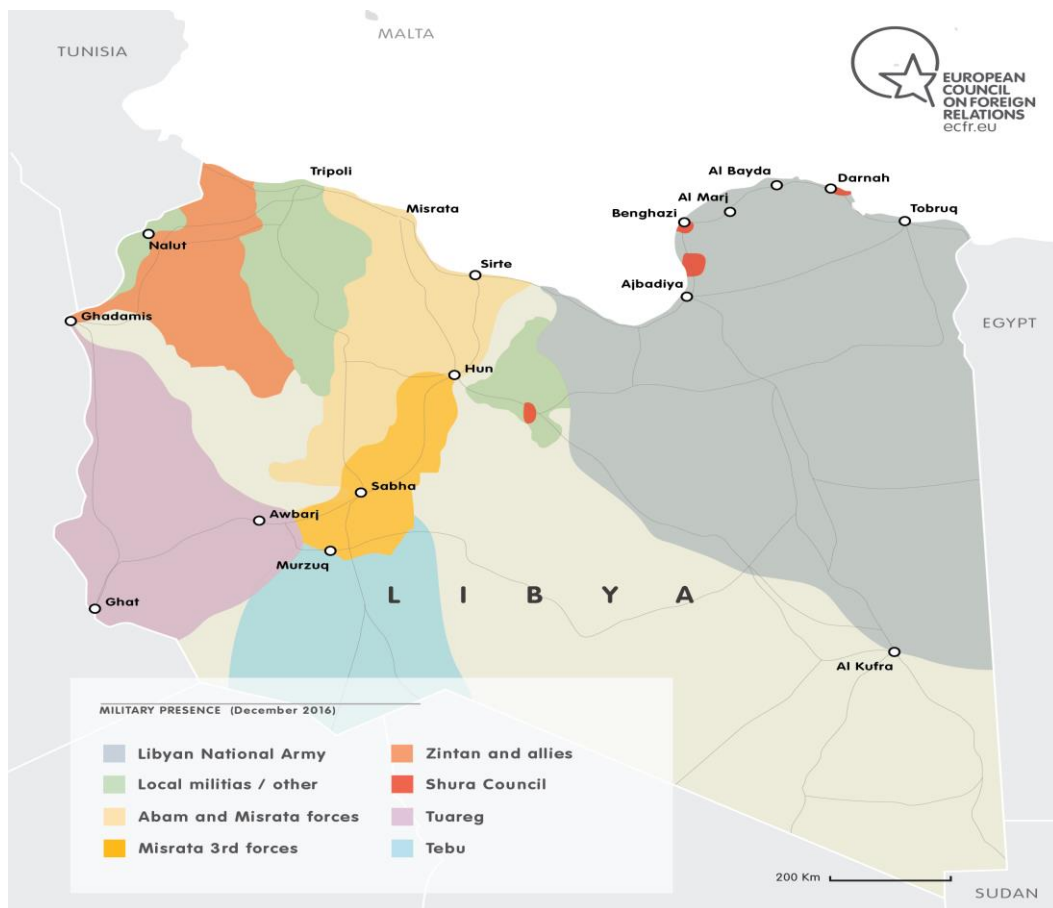 TUNISIA
MALTA
EUROPEAN
COUNCIL
ON FOREIGN
RELATIONS
ecfr.eu
Tripoli
Misrata
Al Bayda
Darnah
Al Marj
Benghazi
Tobruq
Nalut
Sirte
Ajbadiya
Ghadamis
EGYPT
Hun
Sabha
Awbarj
Murzuq
Ghat
LIBYA
Al Kufra
MILITARY PRESENCE (December 2016)
Libyan National Army
Local militias / other
Abam and Misrata forces
Misrata 3rd forces
Zintan and allies
Shura Council
Tuareg
Tebu
200 Km
SUDAN